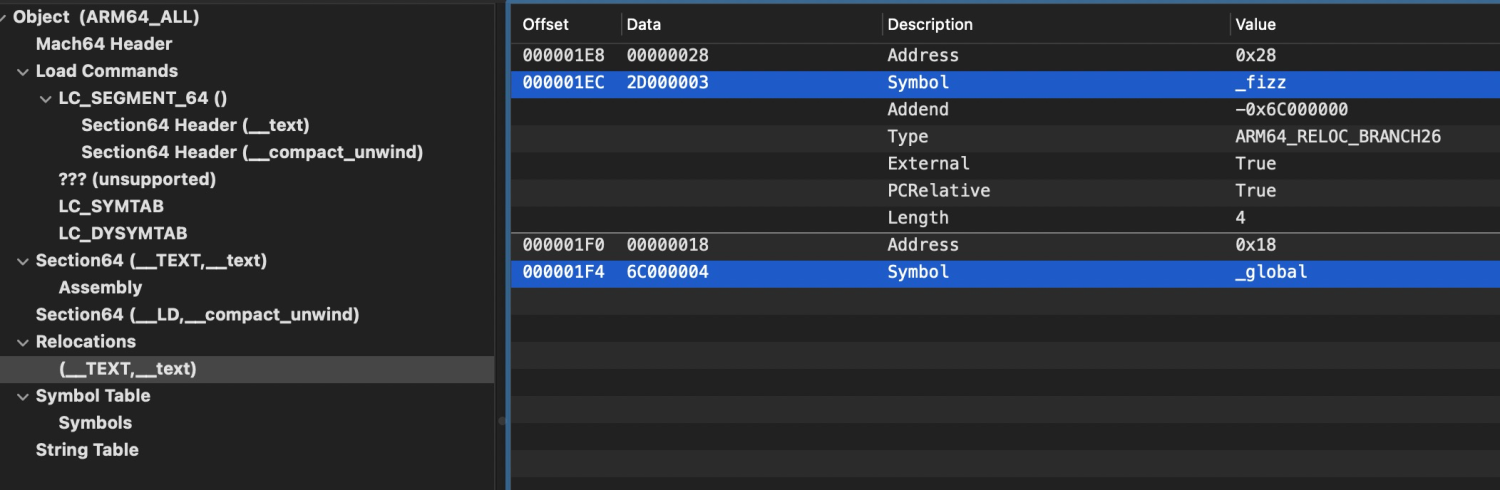 Object (ARM64_ALL)
Mach64 Header
Load Commands
LC_SEGMENT_64 ()
Section64 Header (__text)
Section64 Header (__compact_unwind)
??? (unsupported)
LC_SYMTAB
LC_DYSYMTAB
Section64 (__TEXT,__text)
Assembly
Section64 (__LD,__compact_unwind)
Relocations
(__TEXT,__text)
Symbol Table
Symbols
String Table
Offset Data Description Value
000001E8 00000028 Address 0x28
000001EC 2D000003 Symbol _fizz
Addend -0x6C000000
Type ARM64_RELOC_BRANCH26
External True
PCRelative True
Length 4
000001F0 00000018 Address 0x18
000001F4 6C000004 Symbol _global